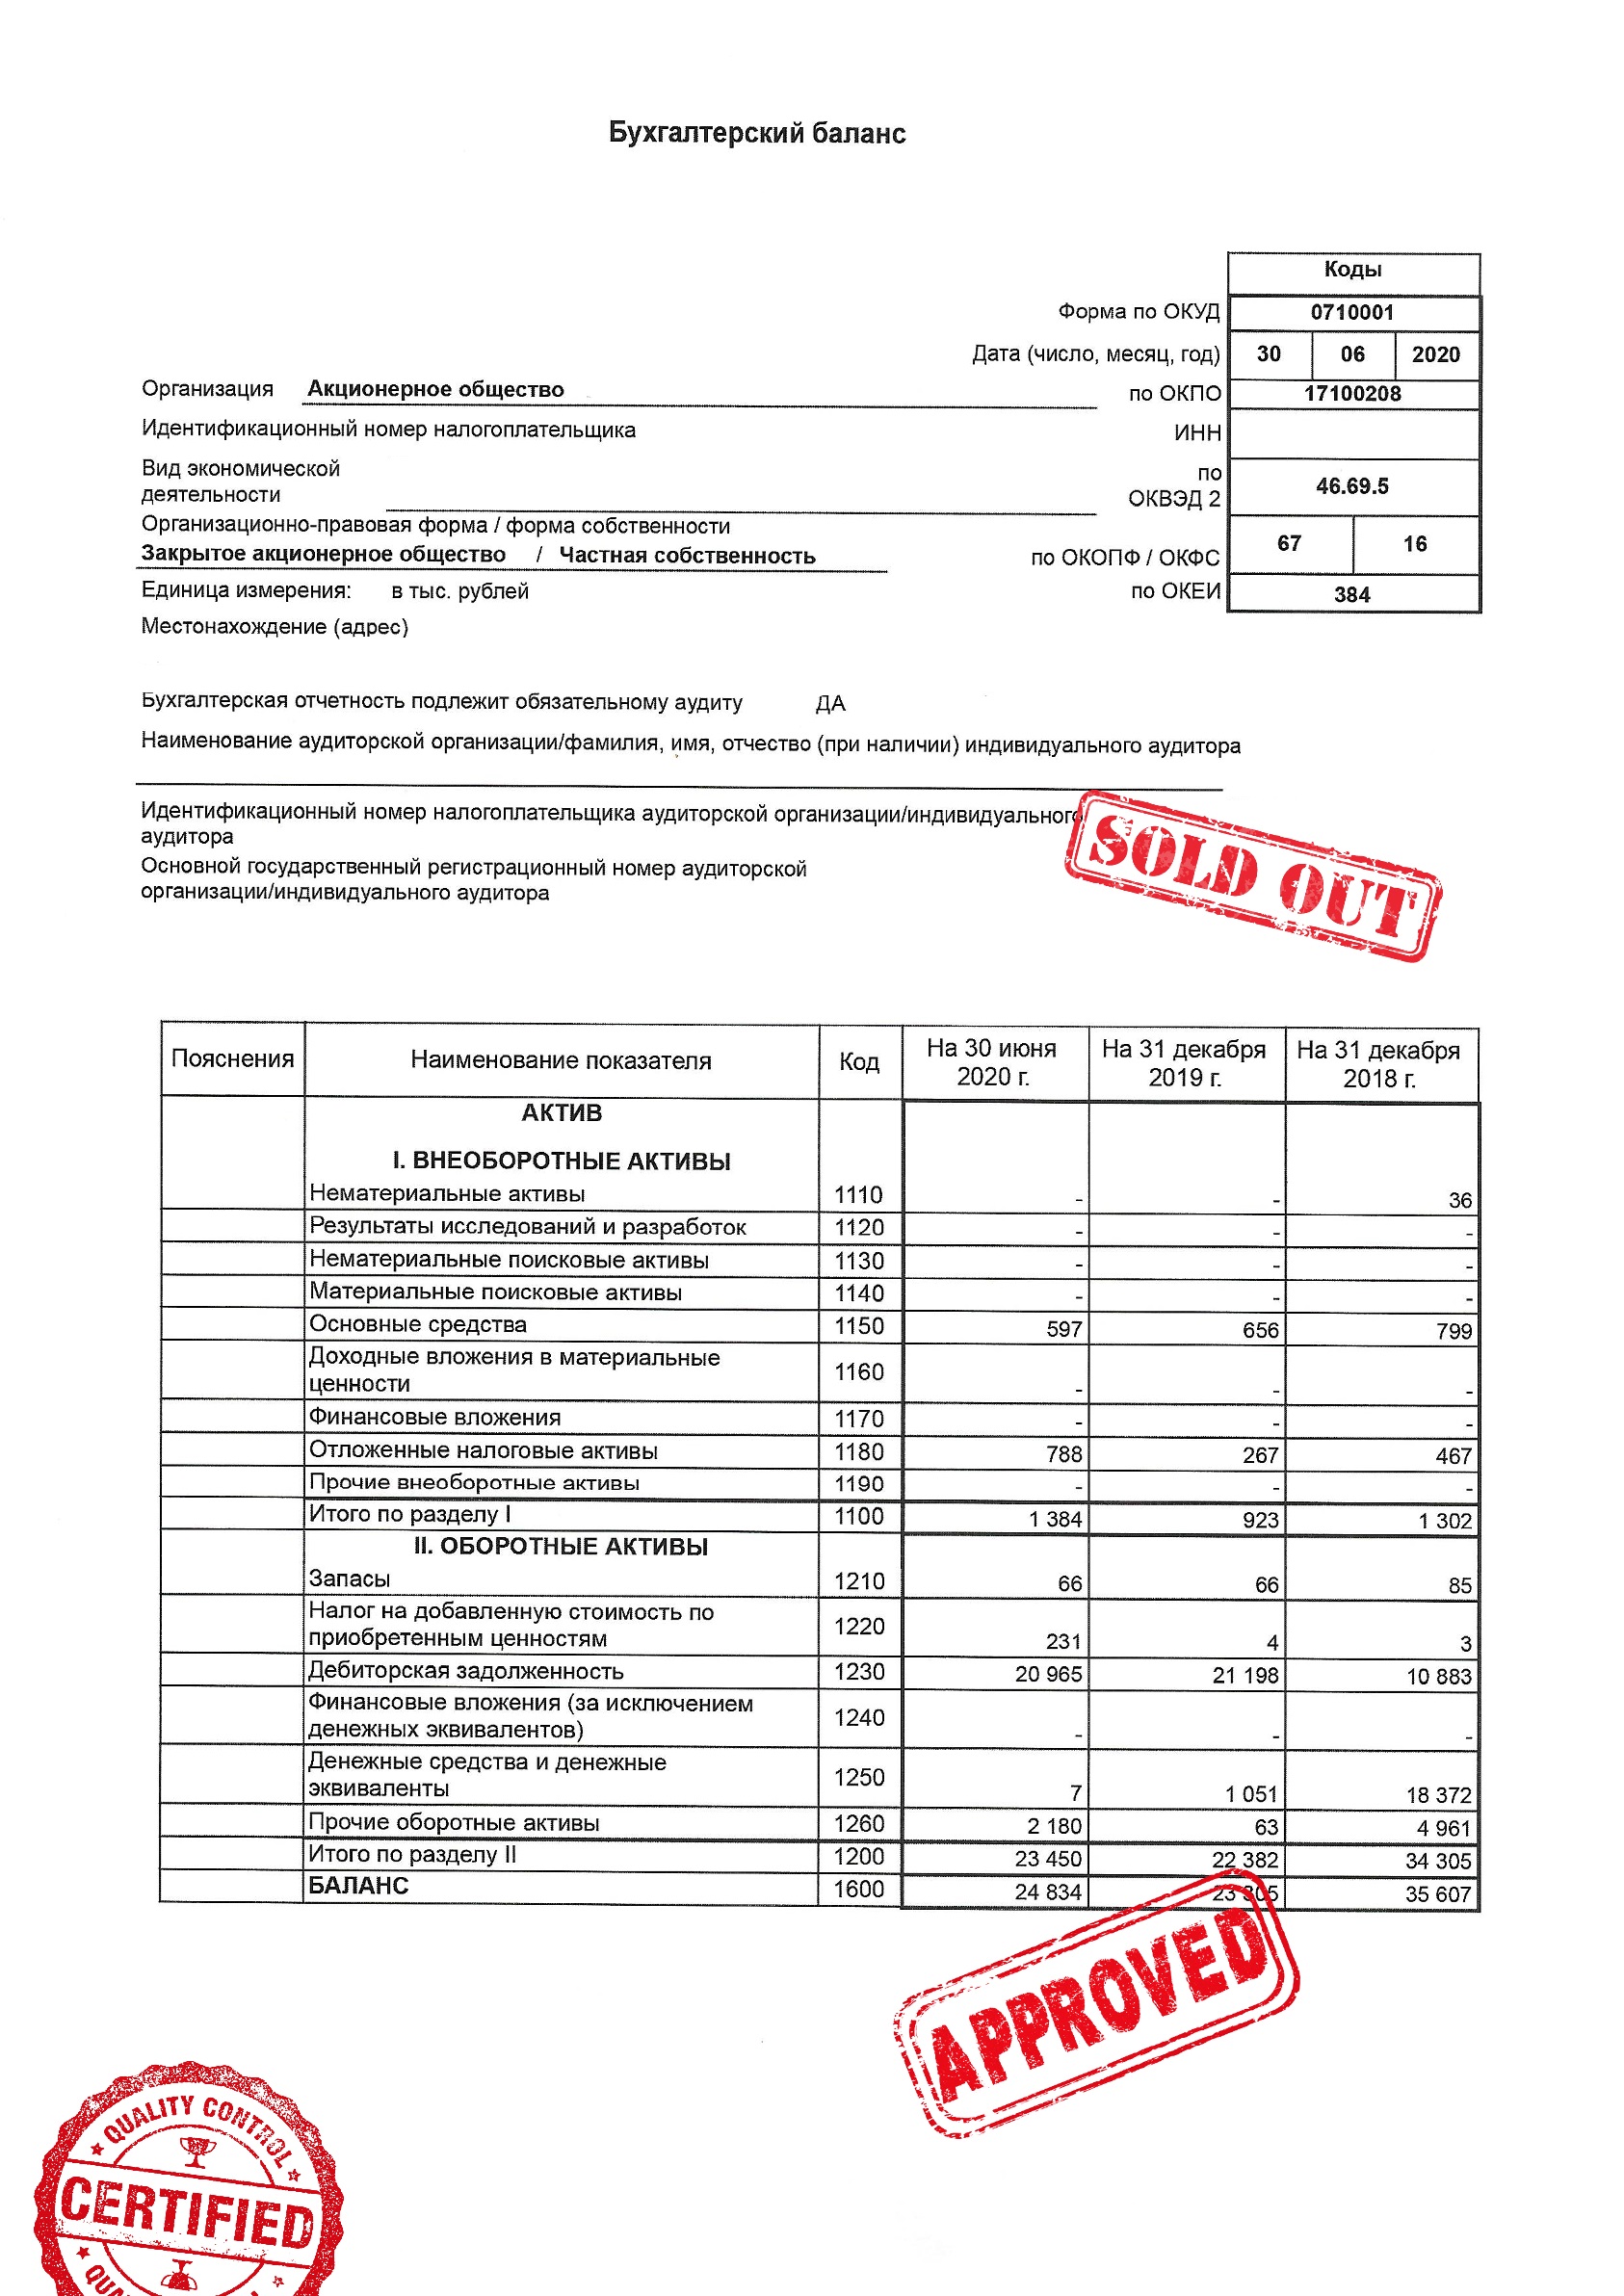 Бухгалтерский баланс
Коды
Форма по ОКУД 0710001
Дата (число, месяц, год) 30 06 2020
Организация Акционерное общество по ОКПО 17100208
Идентификационный номер налогоплательщика ИНН
Вид экономической
деятельности
по
ОКВЭД 2 46.69.5
Организационно-правовая форма / форма собственности
Закрытое акционерное общество / Частная собственность по ОКОПФ / ОКФС 67 16
Единица измерения: в тыс. рублей по ОКЕИ 384
Местонахождение (адрес)
Бухгалтерская отчетность подлежит обязательному аудиту ДА
Наименование аудиторской организации/фамилия, имя, отчество (при наличии) индивидуального аудитора
Идентификационный номер налогоплательщика аудиторской организации/индивидуального
аудитора
Основной государственный регистрационный номер аудиторской
организации/индивидуального аудитора
SOLD OUT
Пояснения Наименование показателя Код На 30 июня 2020 г. На 31 декабря 2019 г. На 31 декабря 2018 г.
АКТИВ
I. ВНЕОБОРОТНЫЕ АКТИВЫ
Нематериальные активы 1110 - - 36
Результаты исследований и разработок 1120 - - -
Нематериальные поисковые активы 1130 - - -
Материальные поисковые активы 1140 - - -
Основные средства 1150 597 656 799
Доходные вложения в материальные
ценности 1160 - - -
Финансовые вложения 1170 - - -
Отложенные налоговые активы 1180 788 267 467
Прочие внеоборотные активы 1190 - - -
Итого по разделу I 1100 1 384 923 1 302
II. ОБОРОТНЫЕ АКТИВЫ
Запасы 1210 66 66 85
Налог на добавленную стоимость по
приобретенным ценностям 1220 231 4 3
Дебиторская задолженность 1230 20 965 21 198 10 883
Финансовые вложения (за исключением
денежных эквивалентов) 1240 - - -
Денежные средства и денежные
эквиваленты 1250 7 1 051 18 372
Прочие оборотные активы 1260 2 180 63 4 961
Итого по разделу II 1200 23 450 22 382 34 305
БАЛАНС 1600 24 834 23 305 35 607
APPROVED
QUALITY CONTROL
CERTIFIED